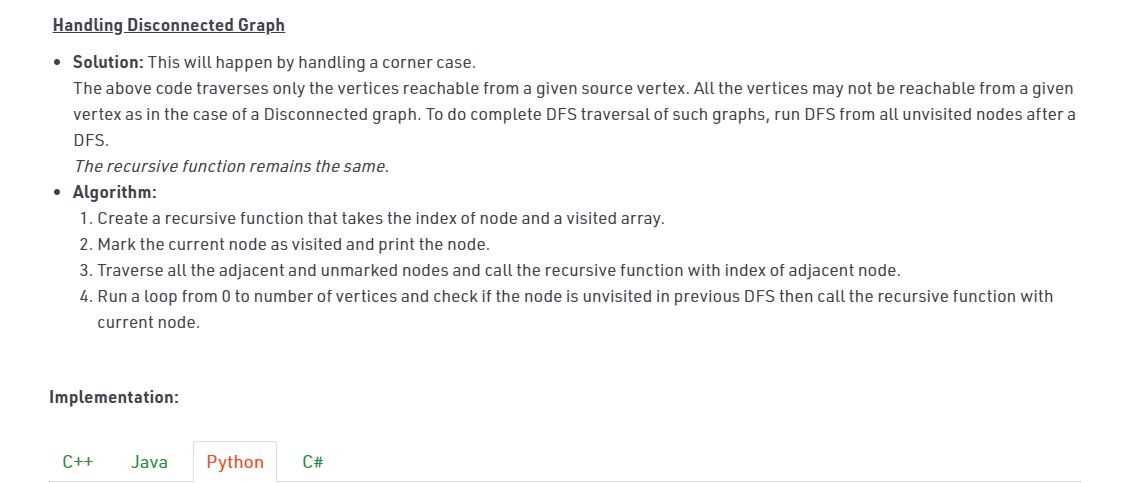 Handling Disconnected Graph
• Solution: This will happen by handling a corner case.
The above code traverses only the vertices reachable from a given source vertex. All the vertices may not be reachable from a given
vertex as in the case of a Disconnected graph. To do complete DFS traversal of such graphs, run DFS from all unvisited nodes after a
DFS.
The recursive function remains the same.
• Algorithm:
1. Create a recursive function that takes the index of node and a visited array.
2. Mark the current node as visited and print the node.
3. Traverse all the adjacent and unmarked nodes and call the recursive function with index of adjacent node.
4. Run a loop from 0 to number of vertices and check if the node is unvisited in previous DFS then call the recursive function with
current node.
Implementation:
C++ Java Python C#